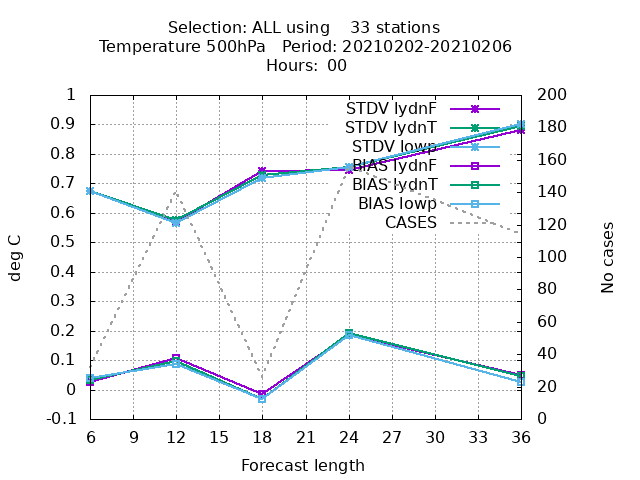 Selection: ALL using 33 stations
Temperature 500hPa Period: 20210202-20210206
Hours: 00
1
0.9
0.8
0.7
0.6
0.5
0.4
0.3
0.2
0.1
0
-0.1
deg C
STDV lydnF
STDV lydnT
STDV lowp
BIAS lydnF
BIAS lydnT
BIAS lowp
CASES
200
180
160
140
120
100
80
60
40
20
0
No cases
6 9 12 15 18 21 24 27 30 33 36
Forecast length